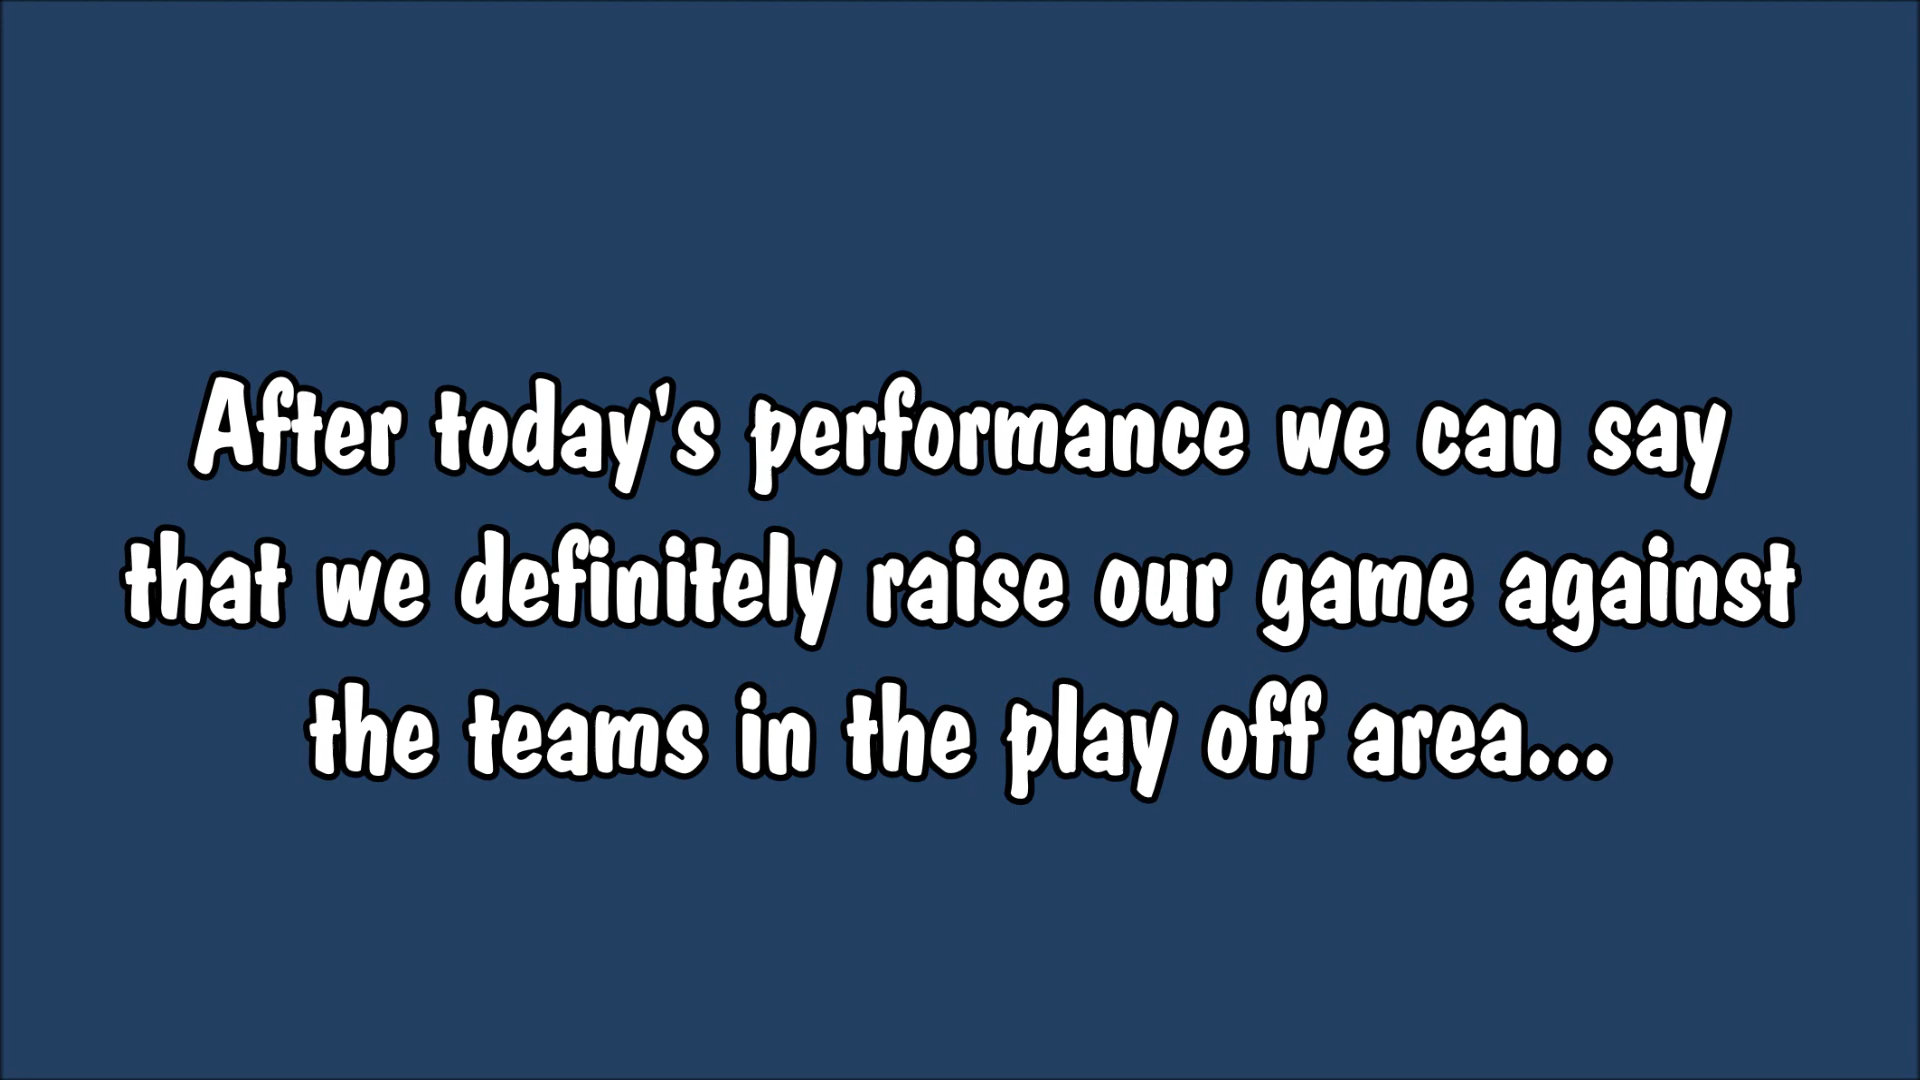 After today's performance we can say
that we definitely raise our game against
the teams in the play off area...